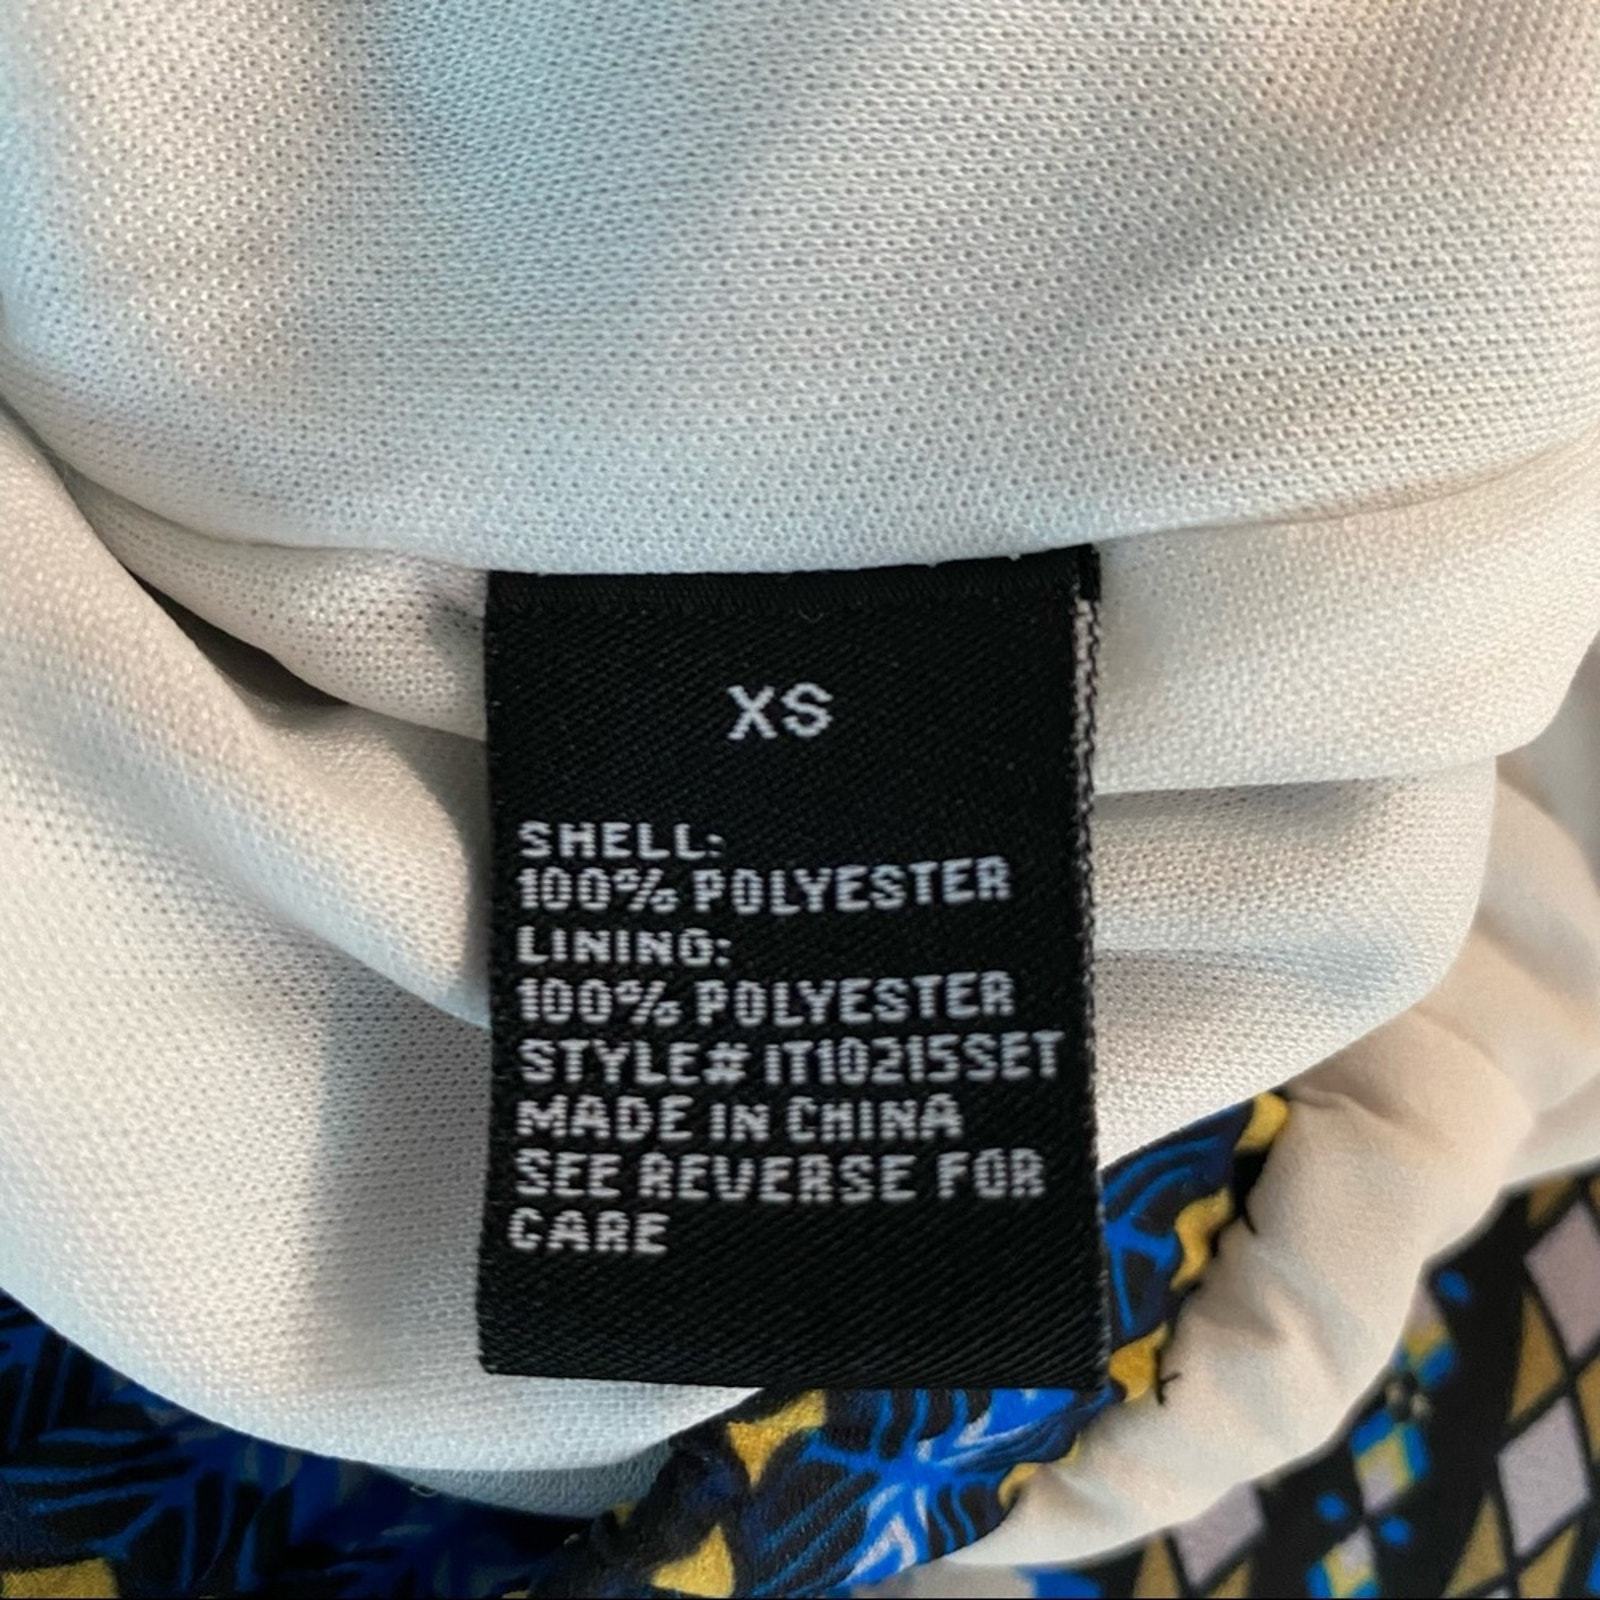 XS
SHELL:
100% POLYESTER
LINING:
100% POLYESTER
STYLE# IT10215SET
MADE IN CHINA
SEE REVERSE FOR
CARE